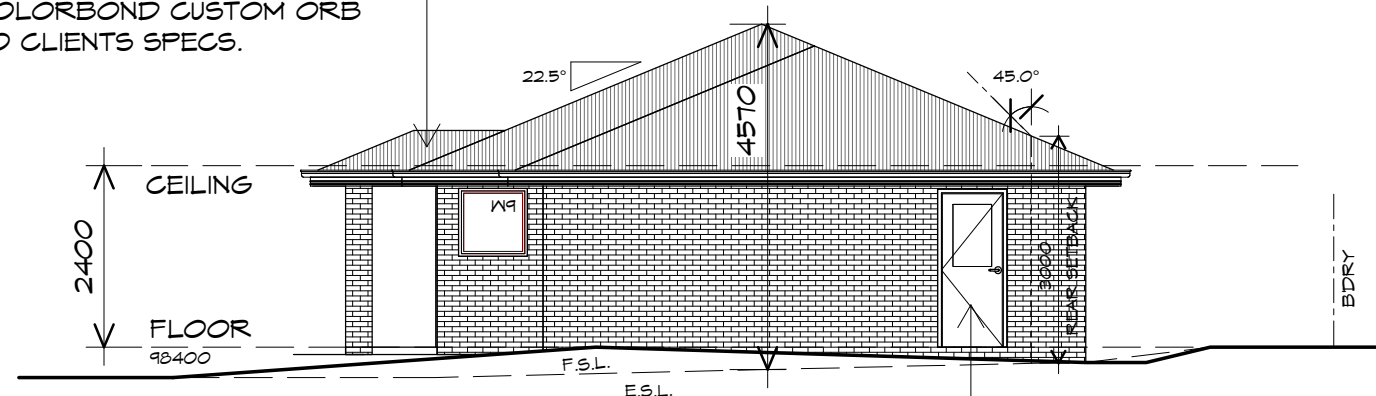 OLORBOND CUSTOM ORB
O CLIENTS SPECS.
22.5°
45.0°
4570
CEILING
2400
W9
3000
REAR SETBACK
BDRY
FLOOR
98400
F.S.L.
E.S.L.